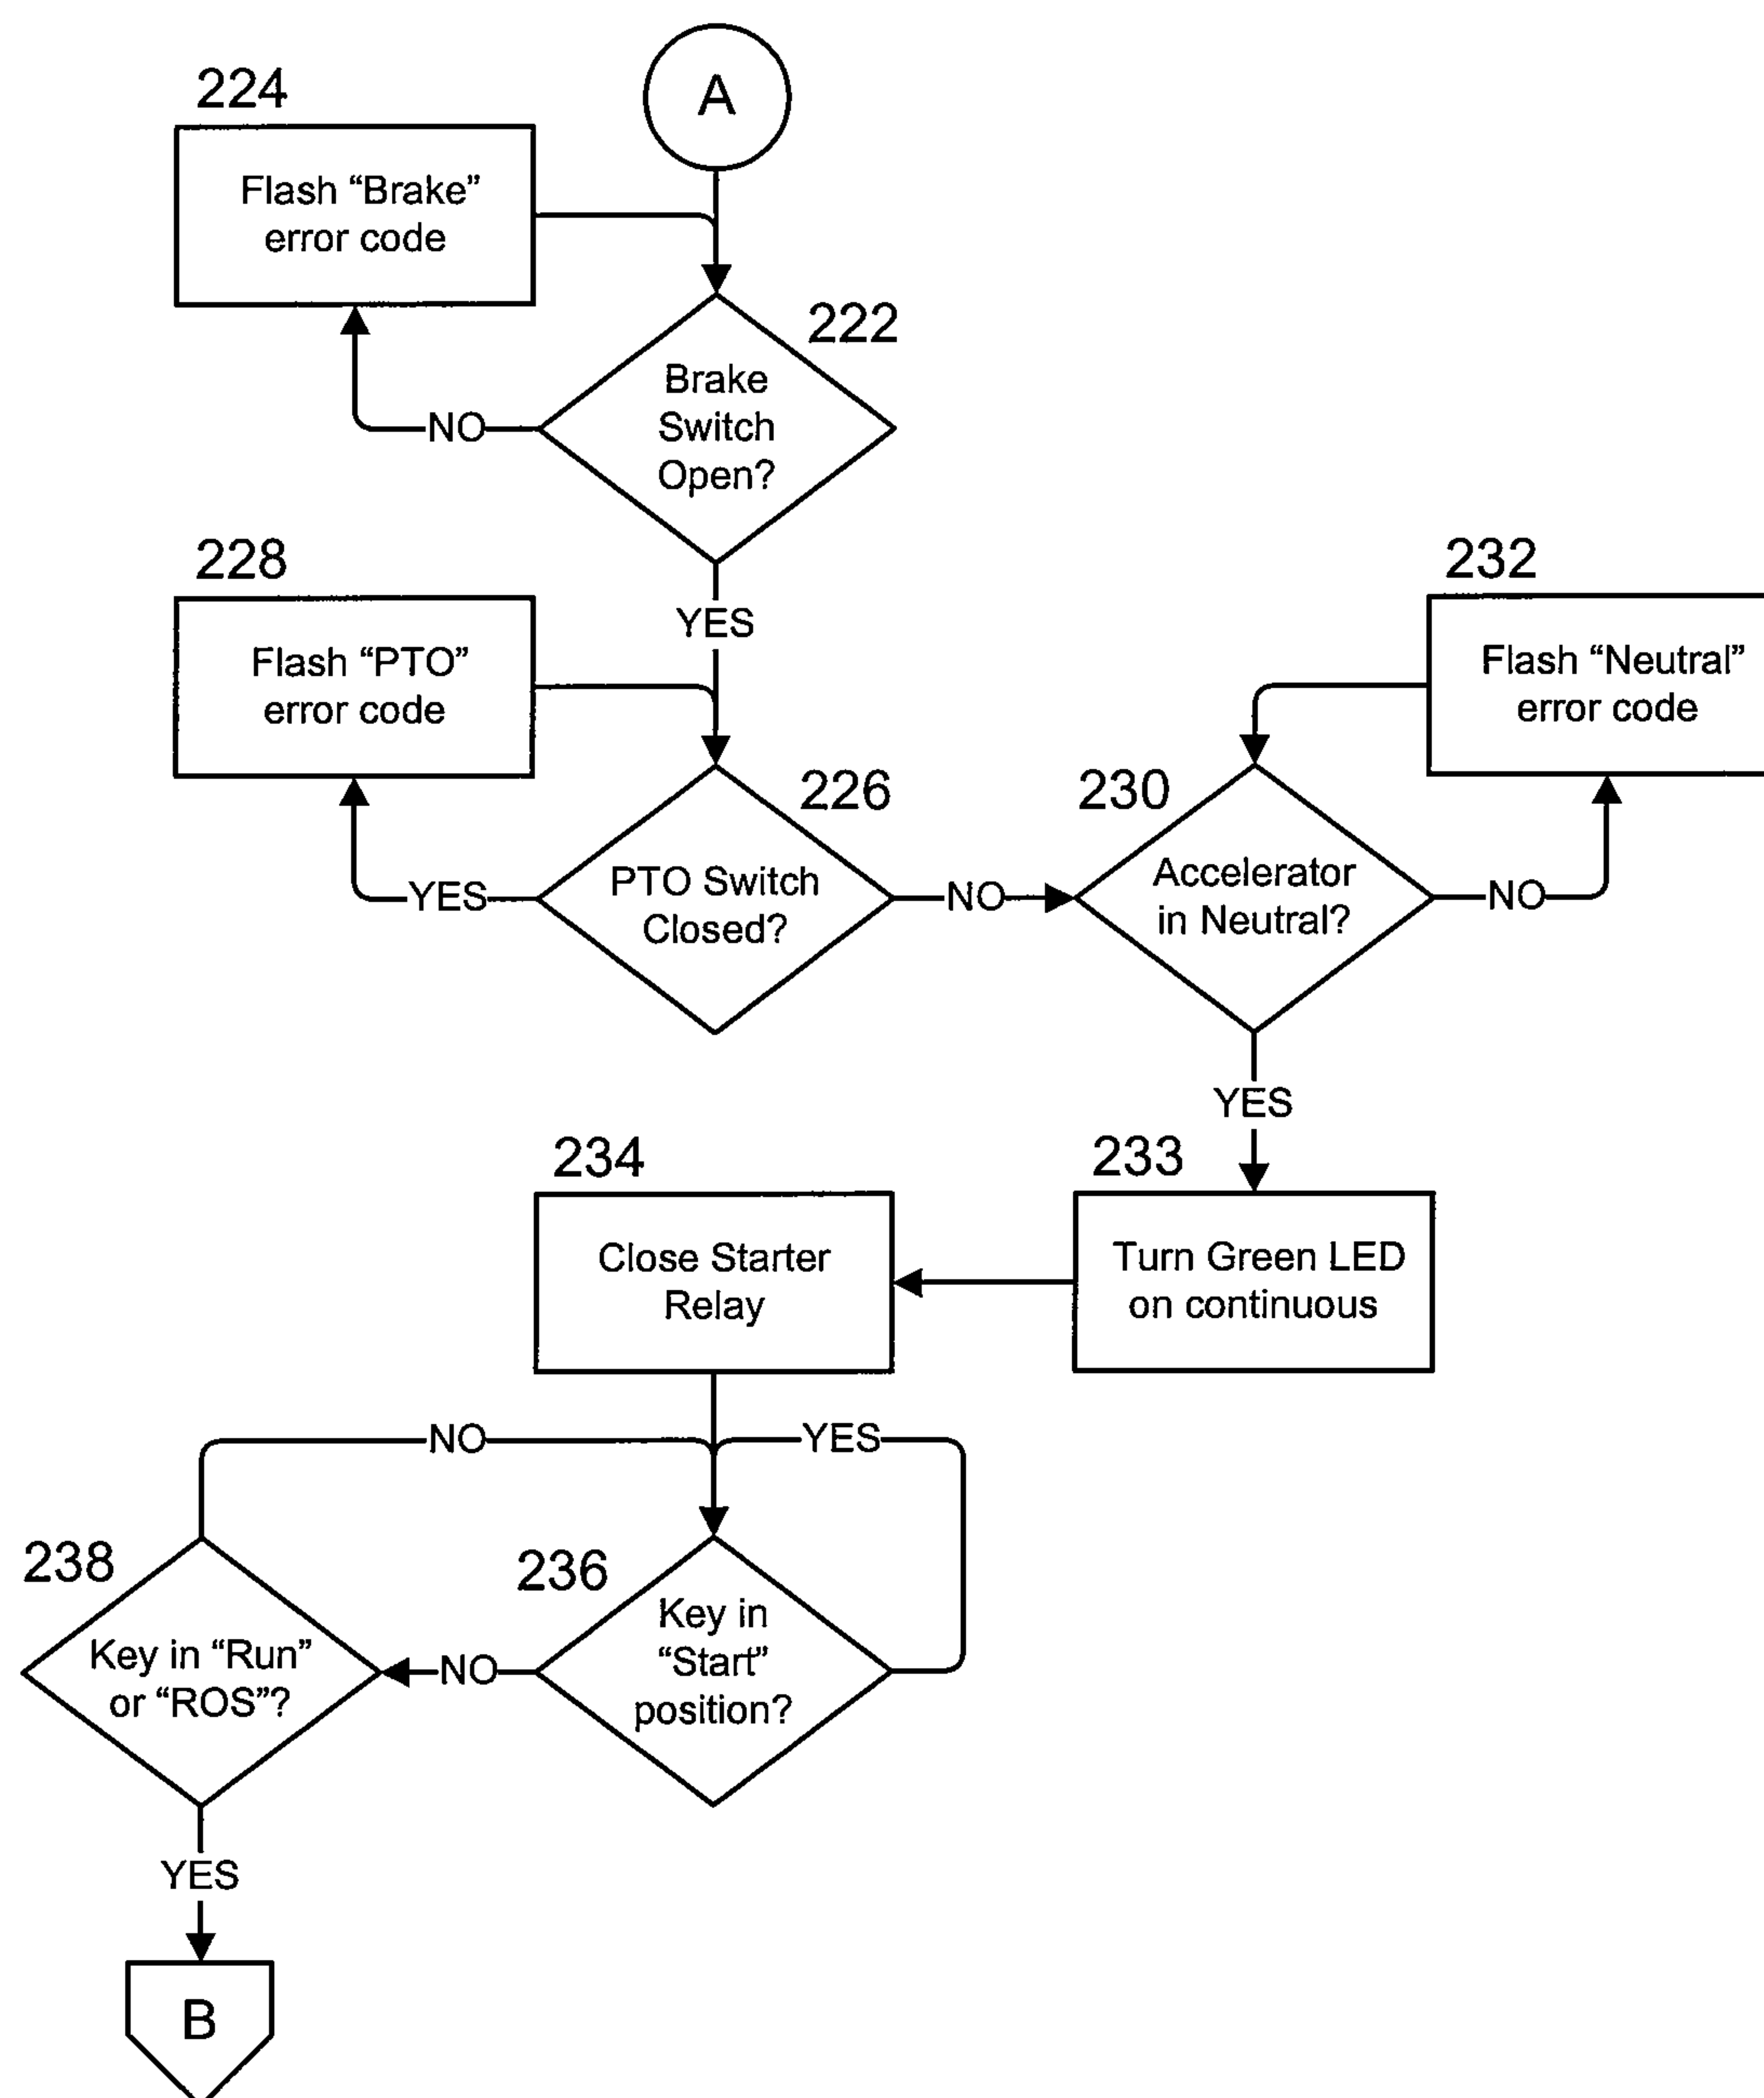 A
224
Flash “Brake”
error code
222
Brake
Switch
Open?
NO
YES
228
Flash “PTO”
error code
232
Flash “Neutral”
error code
226
PTO Switch
Closed?
YES
NO
230
Accelerator
in Neutral?
NO
YES
234
Close Starter
Relay
233
Turn Green LED
on continuous
NO
YES
238
Key in “Run”
or “ROS”?
NO
236
Key in
“Start”
position?
YES
B